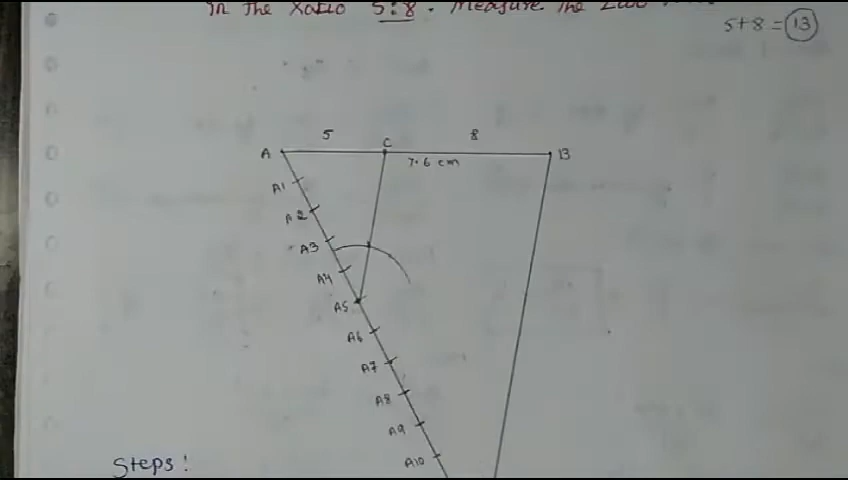 In the ratio 5:8. Measure the two
5+8 = 13
5
8
A
C
B
7.6 cm
A1
A2
A3
A4
A5
A6
A7
A8
A9
A10
Steps: